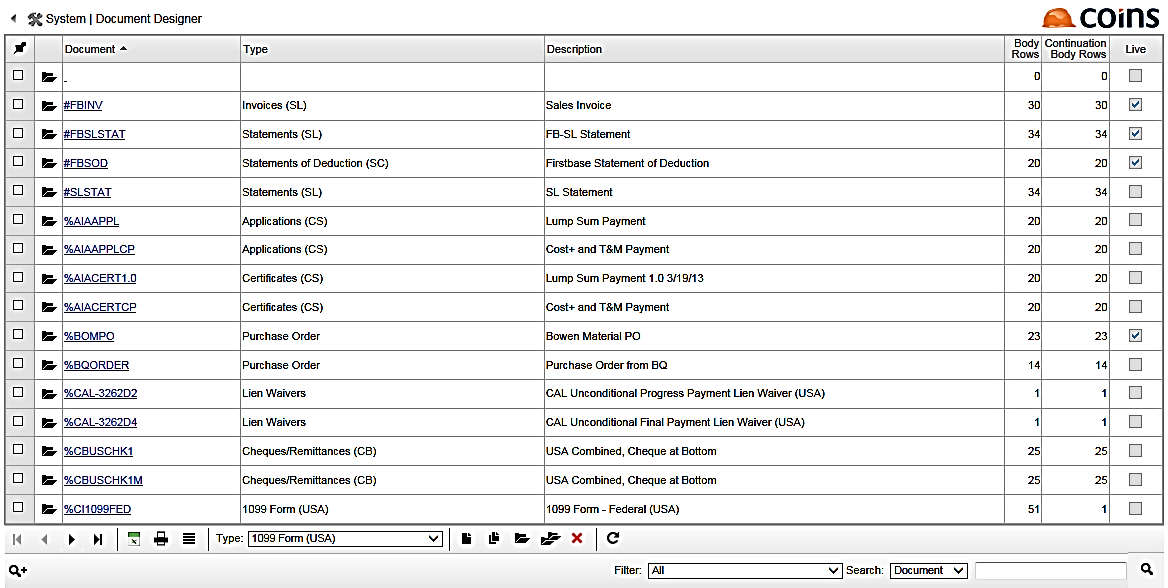 System | Document Designer
coins
Document Type Description Body Rows Continuation Body Rows Live
- 0 0
#FBINV Invoices (SL) Sales Invoice 30 30
#FBSLSTAT Statements (SL) FB-SL Statement 34 34
#FBSOD Statements of Deduction (SC) Firstbase Statement of Deduction 20 20
#SLSTAT Statements (SL) SL Statement 34 34
%AIAAPPL Applications (CS) Lump Sum Payment 20 20
%AIAAPPLCP Applications (CS) Cost+ and T&M Payment 20 20
%AIACERT1.0 Certificates (CS) Lump Sum Payment 1.0 3/19/13 20 20
%AIACERTCP Certificates (CS) Cost+ and T&M Payment 20 20
%BOMPO Purchase Order Bowen Material PO 23 23
%BQORDER Purchase Order Purchase Order from BQ 14 14
%CAL-3262D2 Lien Waivers CAL Unconditional Progress Payment Lien Waiver (USA) 1 1
%CAL-3262D4 Lien Waivers CAL Unconditional Final Payment Lien Waiver (USA) 1 1
%CBUSCHK1 Cheques/Remittances (CB) USA Combined, Cheque at Bottom 25 25
%CBUSCHK1M Cheques/Remittances (CB) USA Combined, Cheque at Bottom 25 25
%CI1099FED 1099 Form (USA) 1099 Form - Federal (USA) 51 1
Type: 1099 Form (USA)
Filter: All Search: Document